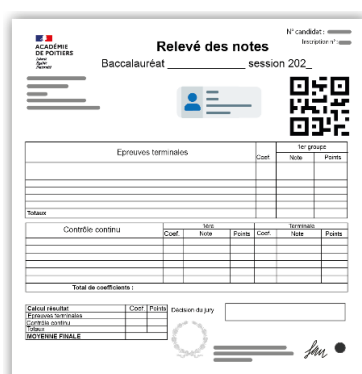 N° candidat :
Inscription n° :
ACADÉMIE
DE POITIERS
Liberté
Égalité
Fraternité
Relevé des notes
Baccalauréat ____________ session 202_
Epreuves terminales
Coef.
1er groupe
Note
Points
Totaux
Contrôle continu
1ère
Terminale
Coef.
Note
Points
Coef.
Note
Points
Total de coefficients :
Calcul résultat
Coef.
Points
Epreuves terminales
Contrôle continu
Totaux
MOYENNE FINALE
Décision du jury